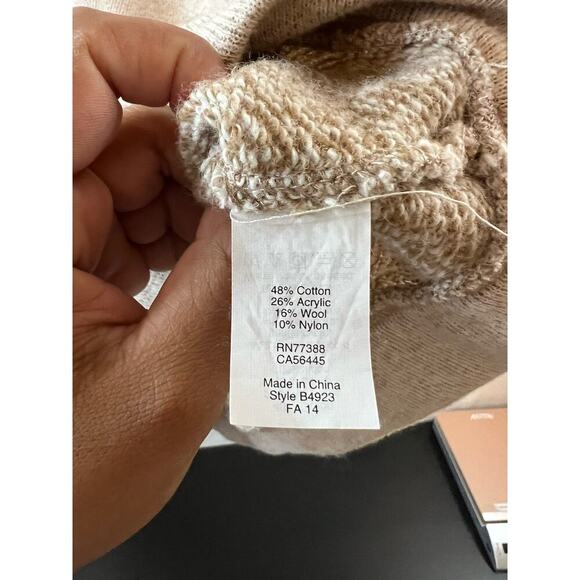 48% Cotton
26% Acrylic
16% Wool
10% Nylon
RN77388
CA56445
Made in China
Style B4923
FA 14